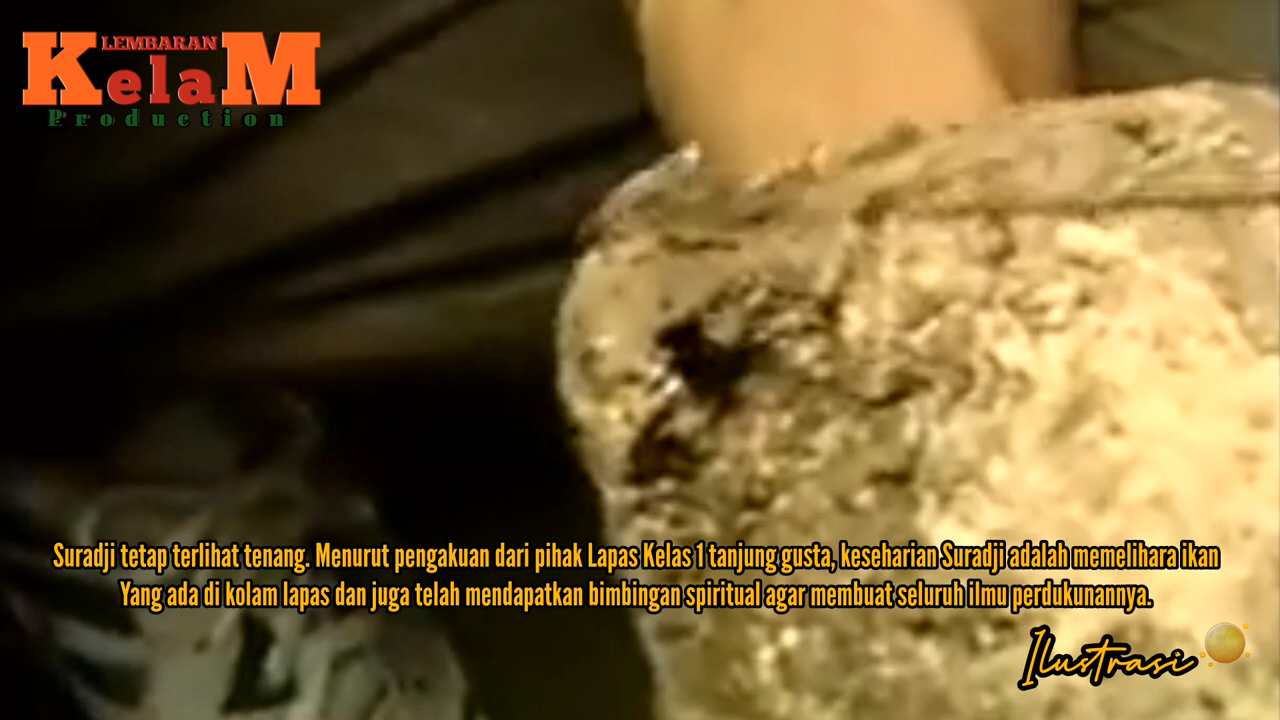 LEMBARAN
KelaM
Production
Suradji tetap terlihat tenang. Menurut pengakuan dari pihak Lapas Kelas 1 tanjung gusta, keseharian Suradji adalah memelihara ikan
Yang ada di kolam lapas dan juga telah mendapatkan bimbingan spiritual agar membuat seluruh ilmu perdukunannya.
Ilustrasi